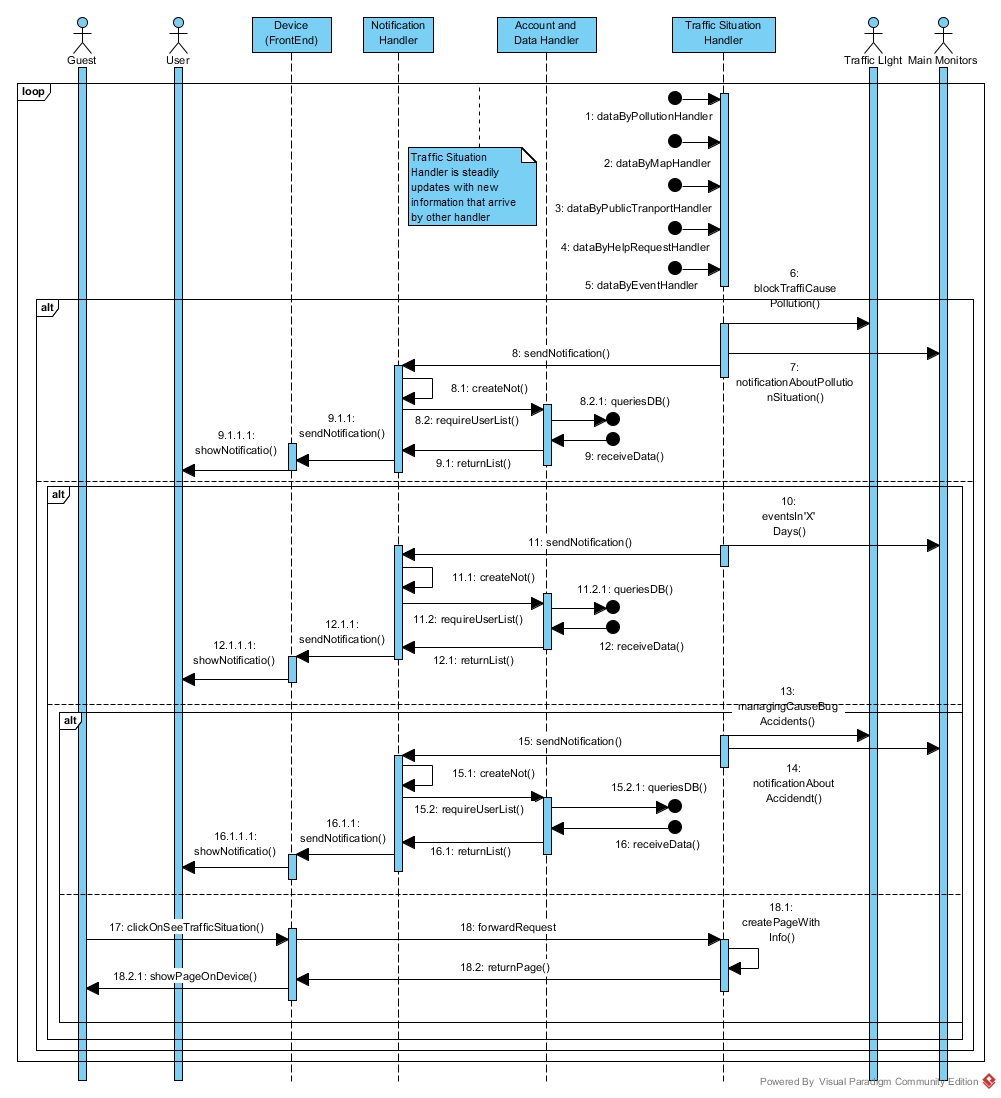 Device
(FrontEnd)
Notification
Handler
Account and
Data Handler
Traffic Situation
Handler
Guest
User
Traffic LIght
Main Monitors
loop
1: dataByPollutionHandler
2: dataByMapHandler
3: dataByPublicTranportHandler
4: dataByHelpRequestHandler
5: dataByEventHandler
Traffic Situation
Handler is steadily
updates with new
information that arrive
by other handler
alt
6:
blockTraffiCause
Pollution()
7:
notificationAboutPollutio
nSituation()
8: sendNotification()
8.1: createNot()
8.2: requireUserList()
8.2.1: queriesDB()
9: receiveData()
9.1: returnList()
9.1.1:
sendNotification()
9.1.1.1:
showNotificatio()
alt
10:
eventsIn'X'
Days()
11: sendNotification()
11.1: createNot()
11.2: requireUserList()
11.2.1: queriesDB()
12: receiveData()
12.1: returnList()
12.1.1:
sendNotification()
12.1.1.1:
showNotificatio()
alt
13:
managingCauseBug
Accidents()
14:
notificationAbout
Accidendt()
15: sendNotification()
15.1: createNot()
15.2: requireUserList()
15.2.1: queriesDB()
16: receiveData()
16.1: returnList()
16.1.1:
sendNotification()
16.1.1.1:
showNotificatio()
17: clickOnSeeTrafficSituation()
18: forwardRequest
18.1:
createPageWith
Info()
18.2: returnPage()
18.2.1: showPageOnDevice()
Powered By Visual Paradigm Community Edition